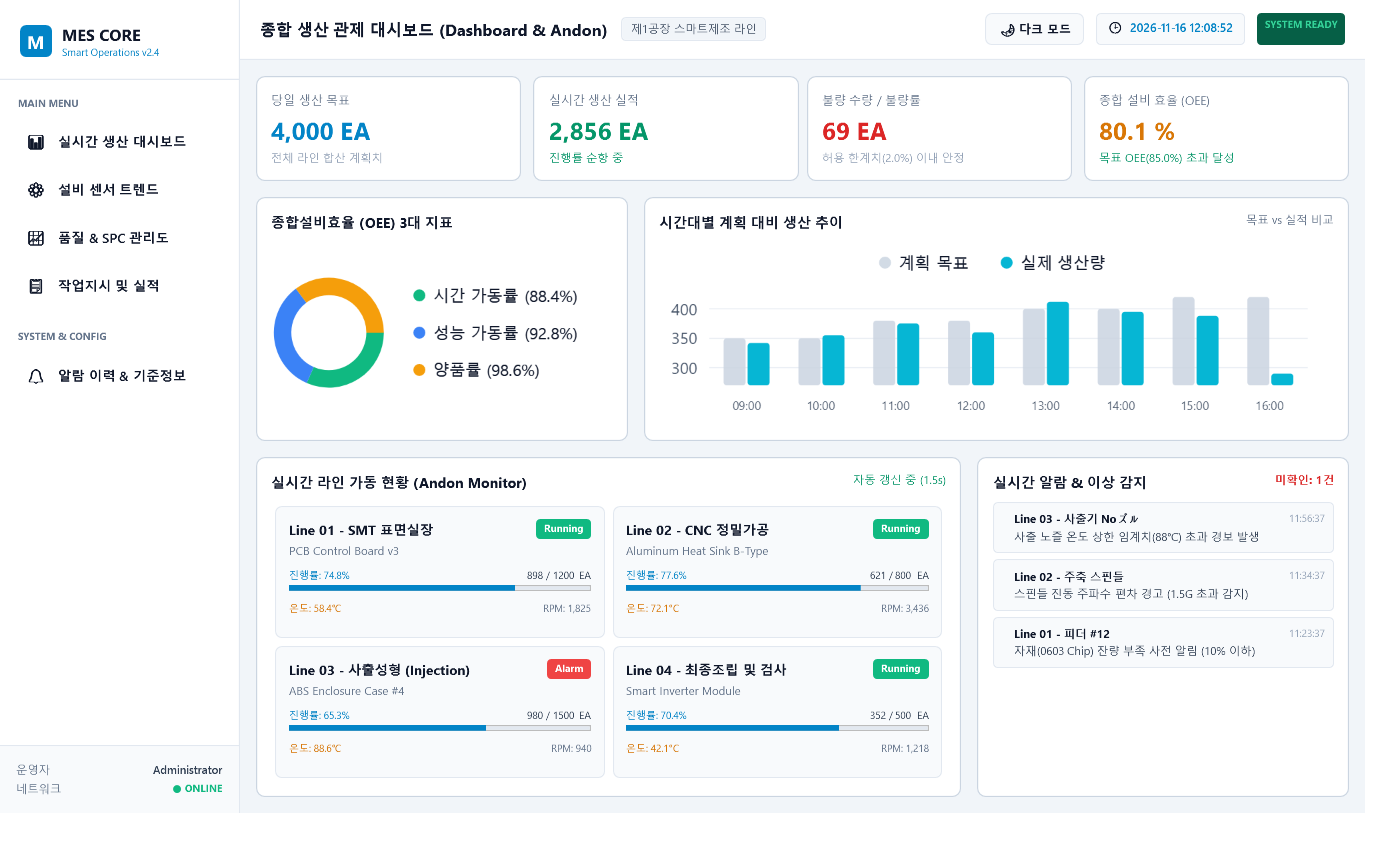 M
MES CORE
Smart Operations v2.4
MAIN MENU
실시간 생산 대시보드
설비 센서 트렌드
품질 & SPC 관리도
작업지시 및 실적
SYSTEM & CONFIG
알람 이력 & 기준정보
운영자 Administrator
네트워크 ONLINE
종합 생산 관제 대시보드 (Dashboard & Andon)
제1공장 스마트제조 라인
다크 모드
2026-11-16 12:08:52
SYSTEM READY
당일 생산 목표
4,000 EA
전체 라인 합산 계획치
실시간 생산 실적
2,856 EA
진행률 순항 중
불량 수량 / 불량률
69 EA
허용 한계치(2.0%) 이내 안정
종합 설비 효율 (OEE)
80.1 %
목표 OEE(85.0%) 초과 달성
종합설비효율 (OEE) 3대 지표
시간 가동률 (88.4%)
성능 가동률 (92.8%)
양품률 (98.6%)
시간대별 계획 대비 생산 추이
목표 vs 실적 비교
계획 목표 실제 생산량
400
350
300
09:00 10:00 11:00 12:00 13:00 14:00 15:00 16:00
실시간 라인 가동 현황 (Andon Monitor)
자동 갱신 중 (1.5s)
Line 01 - SMT 표면실장 Running
PCB Control Board v3
진행률: 74.8% 898 / 1200 EA
온도: 58.4℃ RPM: 1,825
Line 02 - CNC 정밀가공 Running
Aluminum Heat Sink B-Type
진행률: 77.6% 621 / 800 EA
온도: 72.1℃ RPM: 3,436
Line 03 - 사출성형 (Injection) Alarm
ABS Enclosure Case #4
진행률: 65.3% 980 / 1500 EA
온도: 88.6℃ RPM: 940
Line 04 - 최종조립 및 검사 Running
Smart Inverter Module
진행률: 70.4% 352 / 500 EA
온도: 42.1℃ RPM: 1,218
실시간 알람 & 이상 감지
미확인: 1건
Line 03 - 사출기 Noズル 11:56:37
사출 노즐 온도 상한 임계치(88℃) 초과 경보 발생
Line 02 - 주축 스핀들 11:34:37
스핀들 진동 주파수 편차 경고 (1.5G 초과 감지)
Line 01 - 피더 #12 11:23:37
자재(0603 Chip) 잔량 부족 사전 알림 (10% 이하)